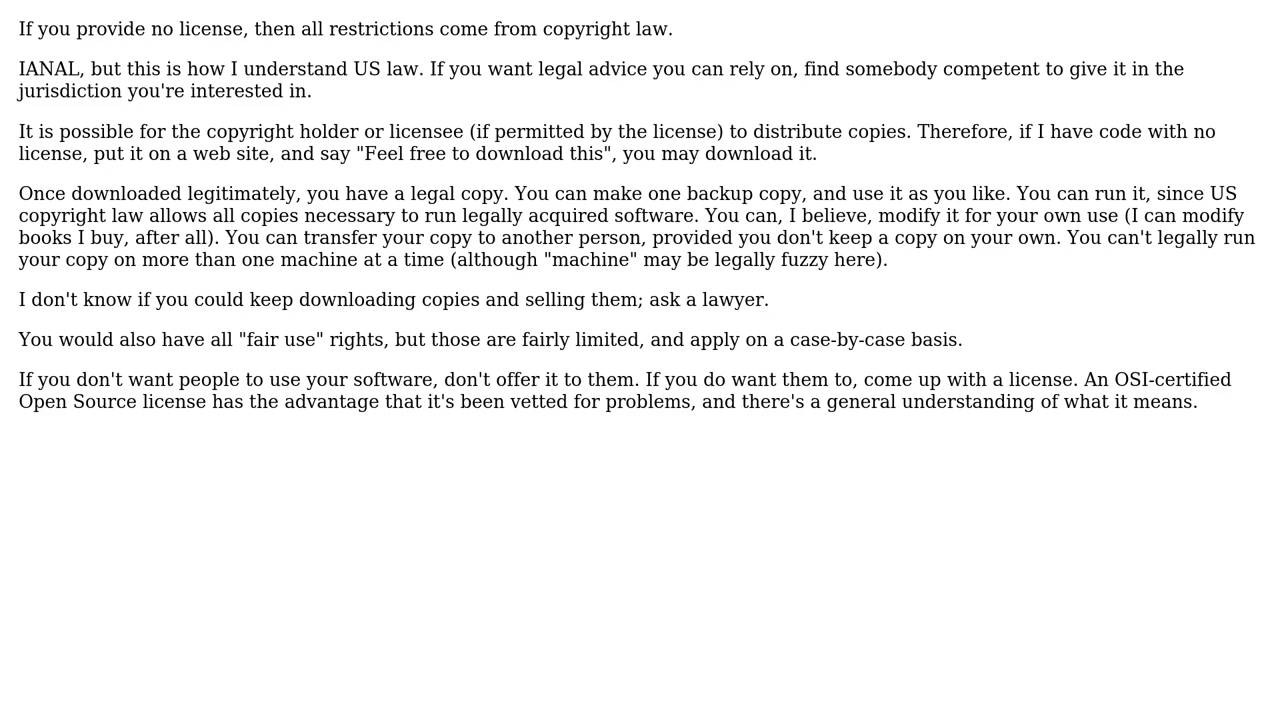 If you provide no license, then all restrictions come from copyright law.
IANAL, but this is how I understand US law. If you want legal advice you can rely on, find somebody competent to give it in the
jurisdiction you're interested in.
It is possible for the copyright holder or licensee (if permitted by the license) to distribute copies. Therefore, if I have code with no
license, put it on a web site, and say "Feel free to download this", you may download it.
Once downloaded legitimately, you have a legal copy. You can make one backup copy, and use it as you like. You can run it, since US
copyright law allows all copies necessary to run legally acquired software. You can, I believe, modify it for your own use (I can modify
books I buy, after all). You can transfer your copy to another person, provided you don't keep a copy on your own. You can't legally run
your copy on more than one machine at a time (although "machine" may be legally fuzzy here).
I don't know if you could keep downloading copies and selling them; ask a lawyer.
You would also have all "fair use" rights, but those are fairly limited, and apply on a case-by-case basis.
If you don't want people to use your software, don't offer it to them. If you do want them to, come up with a license. An OSI-certified
Open Source license has the advantage that it's been vetted for problems, and there's a general understanding of what it means.